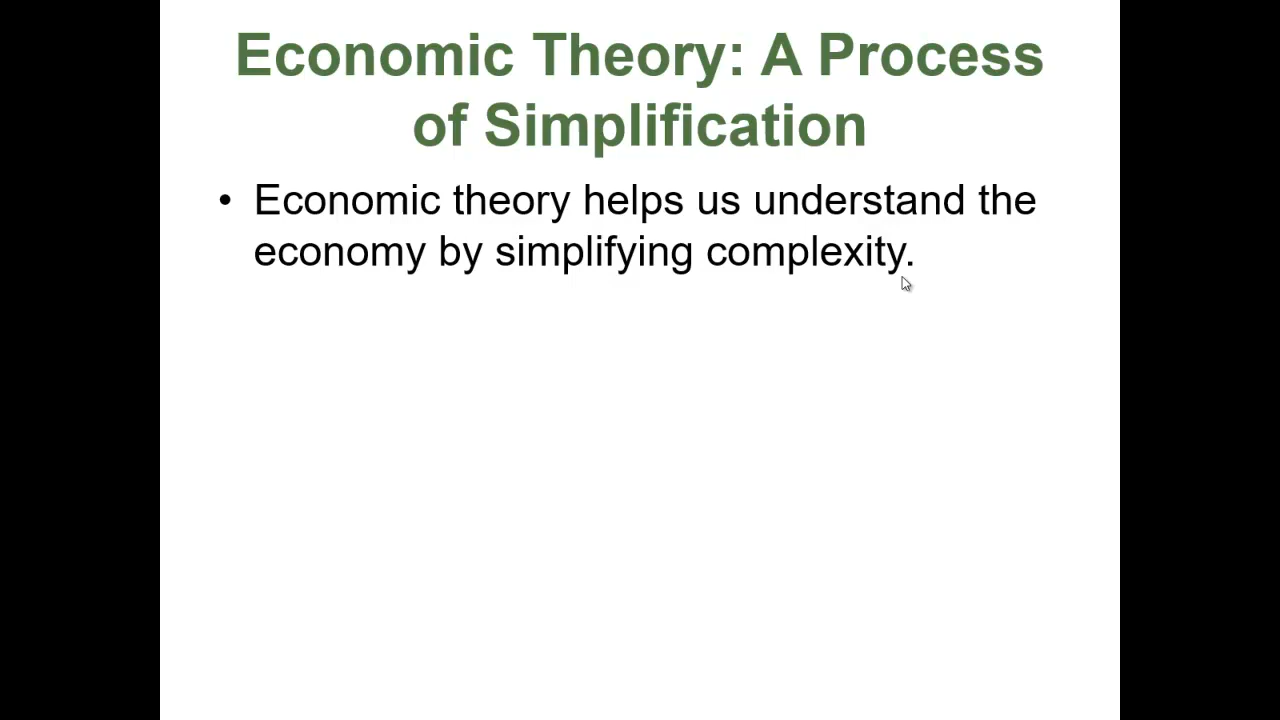 Economic Theory: A Process
of Simplification
• Economic theory helps us understand the
economy by simplifying complexity.